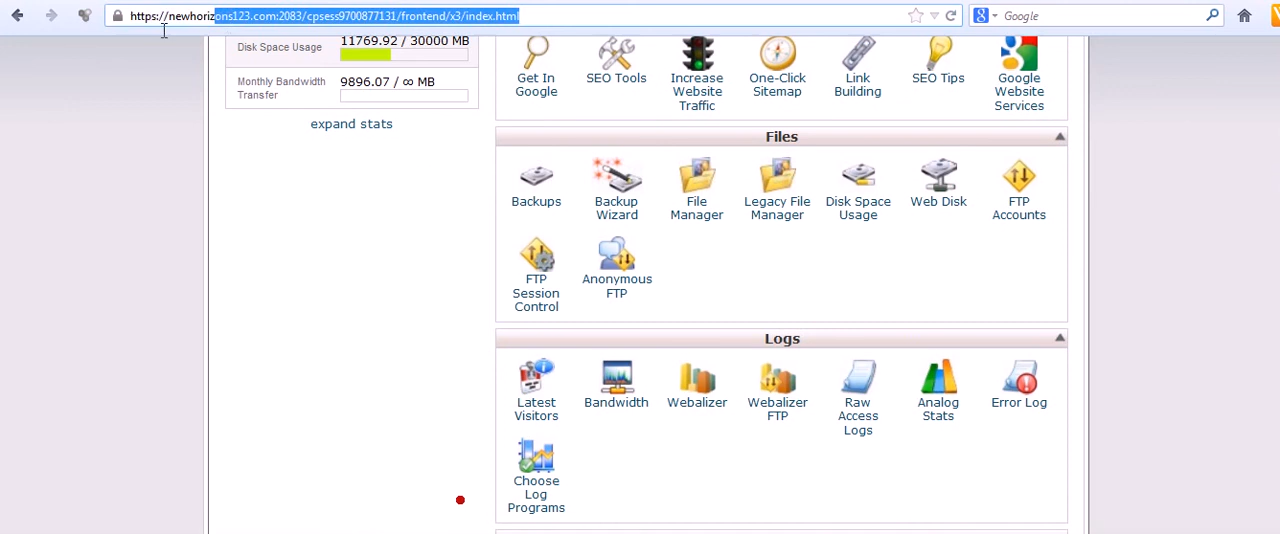 https://newhorizons123.com:2083/cpsess9700877131/frontend/x3/index.html
Google
Disk Space Usage
11769.92 / 30000 MB
Monthly Bandwidth
Transfer
9896.07 / ∞ MB
expand stats
Get In
Google
SEO Tools
Increase
Website
Traffic
One-Click
Sitemap
Link
Building
SEO Tips
Google
Website
Services
Files
Backups
Backup
Wizard
File
Manager
Legacy File
Manager
Disk Space
Usage
Web Disk
FTP
Accounts
FTP
Session
Control
Anonymous
FTP
Logs
Latest
Visitors
Bandwidth
Webalizer
Webalizer
FTP
Raw
Access
Logs
Analog
Stats
Error Log
Choose
Log
Programs